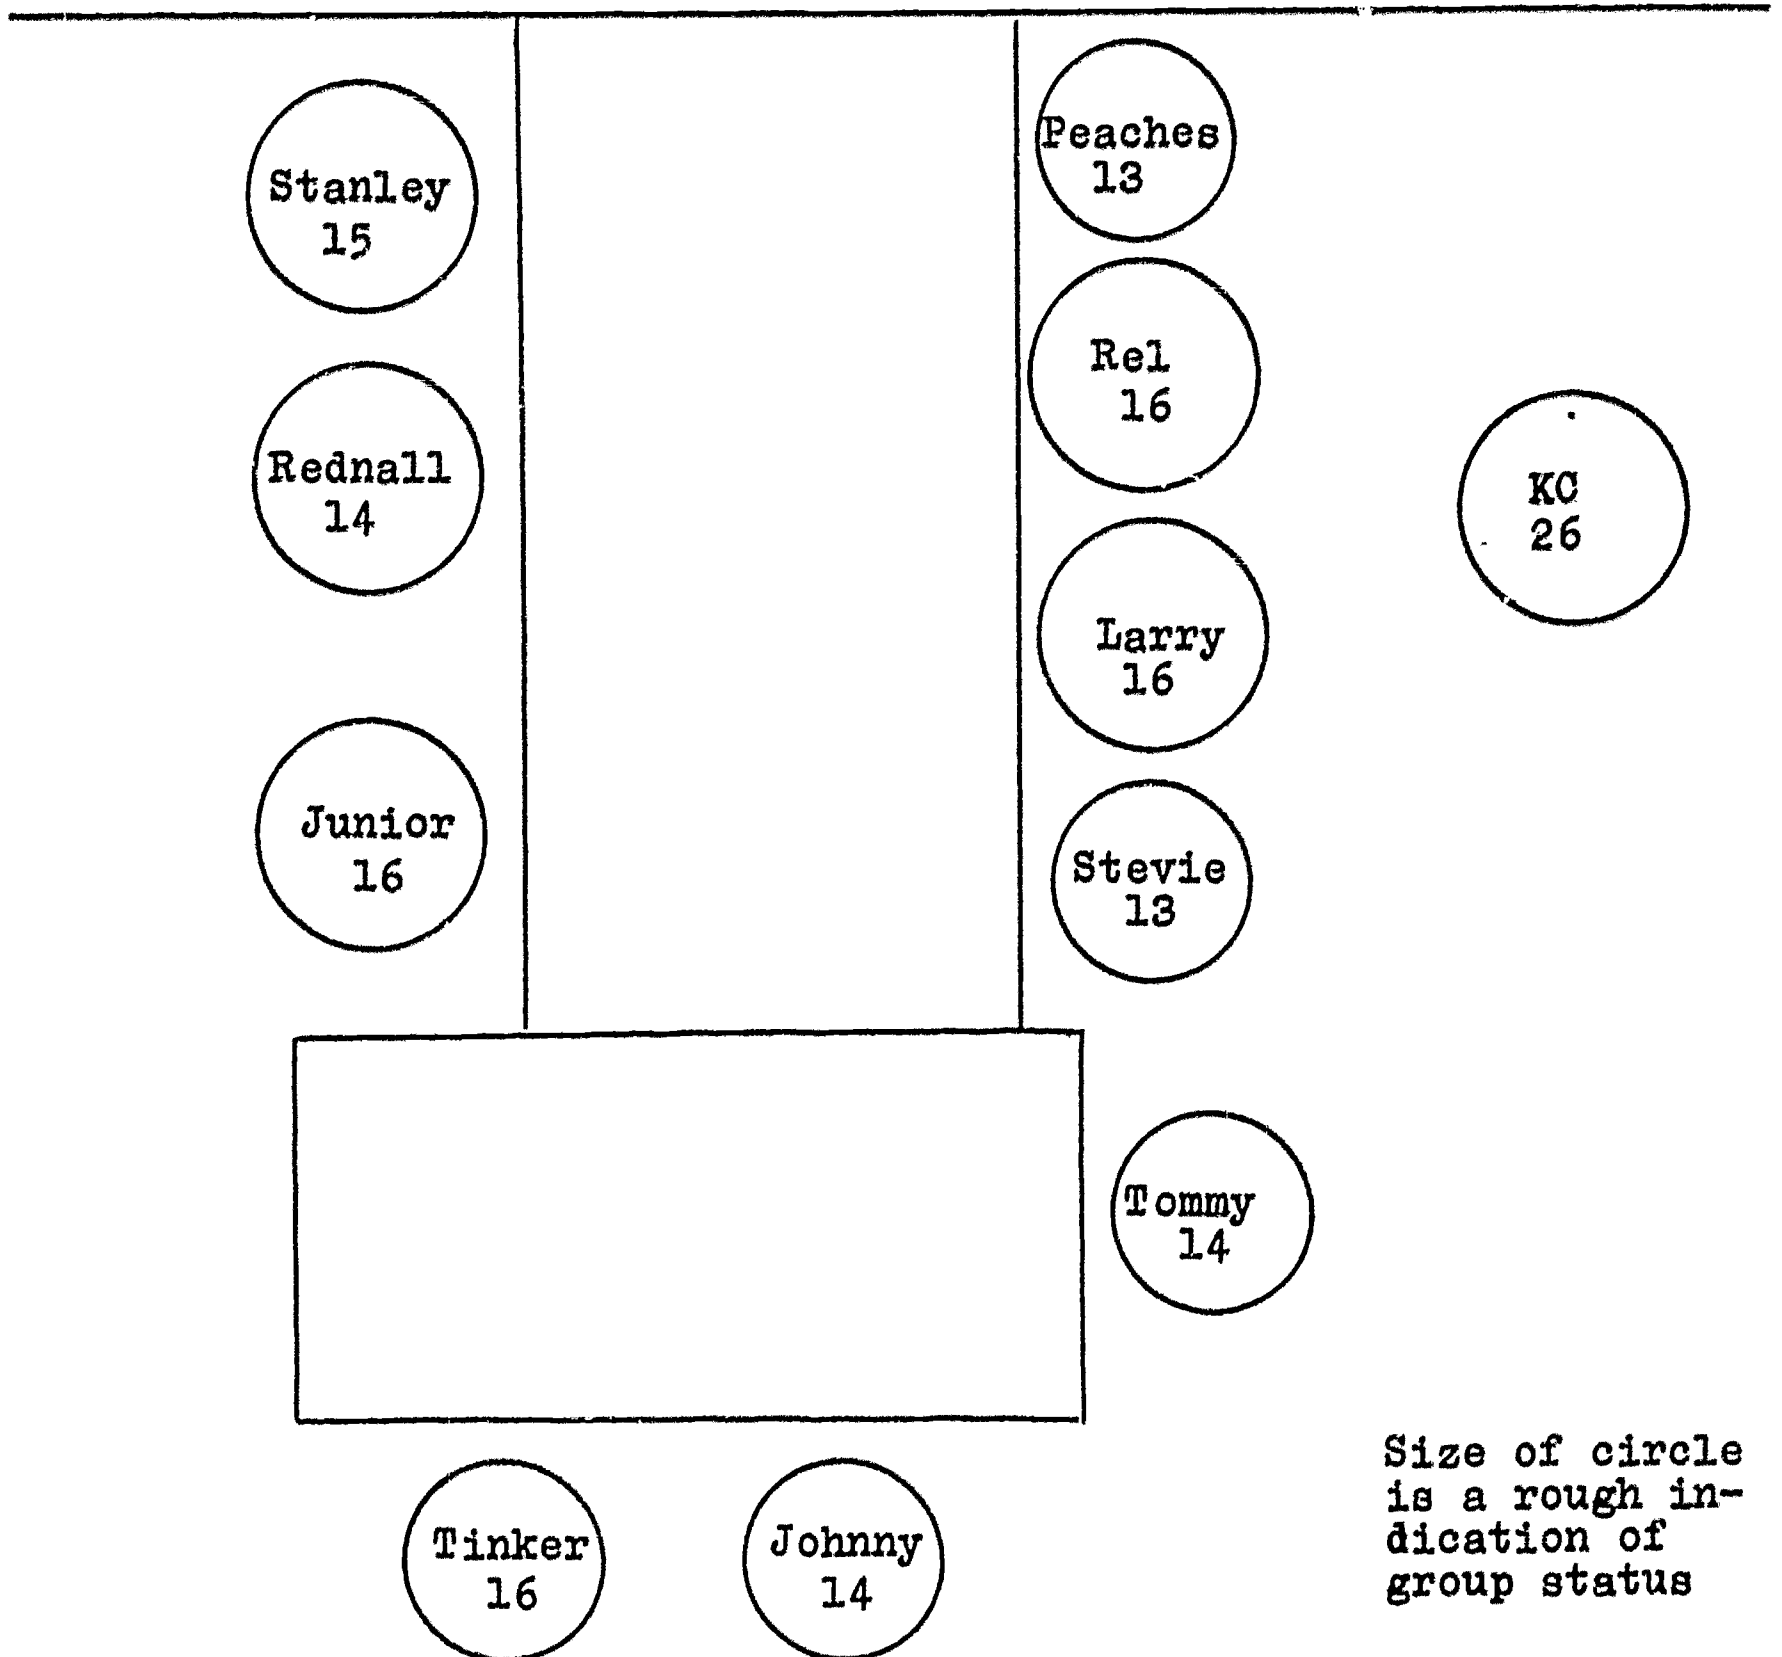 Peaches
13
Stanley
15
Rel
16
Rednall
14
KC
26
Larry
16
Junior
16
Stevie
13
Tommy
14
Tinker
16
Johnny
14
Size of circle
is a rough in-
dication of
group status